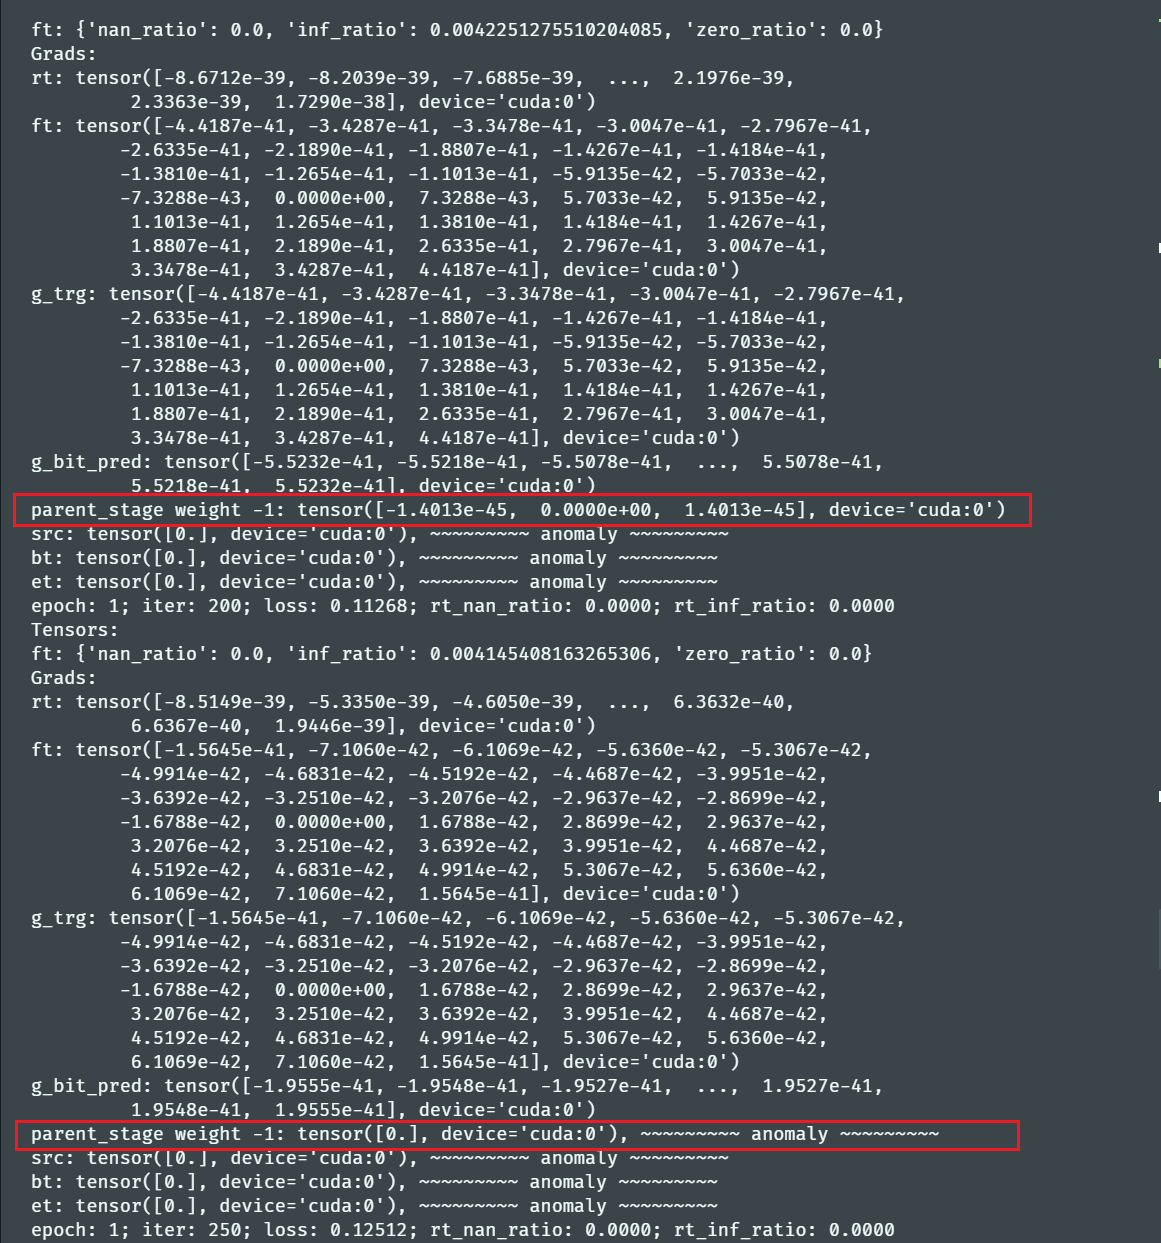 ft: {'nan_ratio': 0.0, 'inf_ratio': 0.0042251275510204085, 'zero_ratio': 0.0}
Grads:
rt: tensor([-8.6712e-39, -8.2039e-39, -7.6885e-39,  ...,  2.1976e-39,
         2.3363e-39,  1.7290e-38], device='cuda:0')
ft: tensor([-4.4187e-41, -3.4287e-41, -3.3478e-41, -3.0047e-41, -2.7967e-41,
        -2.6335e-41, -2.1890e-41, -1.8807e-41, -1.4267e-41, -1.4184e-41,
        -1.3810e-41, -1.2654e-41, -1.1013e-41, -5.9135e-42, -5.7033e-42,
        -7.3288e-43,  0.0000e+00,  7.3288e-43,  5.7033e-42,  5.9135e-42,
         1.1013e-41,  1.2654e-41,  1.3810e-41,  1.4184e-41,  1.4267e-41,
         1.8807e-41,  2.1890e-41,  2.6335e-41,  2.7967e-41,  3.0047e-41,
         3.3478e-41,  3.4287e-41,  4.4187e-41], device='cuda:0')
g_trg: tensor([-4.4187e-41, -3.4287e-41, -3.3478e-41, -3.0047e-41, -2.7967e-41,
        -2.6335e-41, -2.1890e-41, -1.8807e-41, -1.4267e-41, -1.4184e-41,
        -1.3810e-41, -1.2654e-41, -1.1013e-41, -5.9135e-42, -5.7033e-42,
        -7.3288e-43,  0.0000e+00,  7.3288e-43,  5.7033e-42,  5.9135e-42,
         1.1013e-41,  1.2654e-41,  1.3810e-41,  1.4184e-41,  1.4267e-41,
         1.8807e-41,  2.1890e-41,  2.6335e-41,  2.7967e-41,  3.0047e-41,
         3.3478e-41,  3.4287e-41,  4.4187e-41], device='cuda:0')
g_bit_pred: tensor([-5.5232e-41, -5.5218e-41, -5.5078e-41,  ...,  5.5078e-41,
         5.5218e-41,  5.5232e-41], device='cuda:0')
parent_stage weight -1: tensor([-1.4013e-45,  0.0000e+00,  1.4013e-45], device='cuda:0')
src: tensor([0.], device='cuda:0'), ~~~~~~~~~ anomaly ~~~~~~~~~
bt: tensor([0.], device='cuda:0'), ~~~~~~~~~ anomaly ~~~~~~~~~
et: tensor([0.], device='cuda:0'), ~~~~~~~~~ anomaly ~~~~~~~~~
epoch: 1; iter: 200; loss: 0.11268; rt_nan_ratio: 0.0000; rt_inf_ratio: 0.0000
Tensors:
ft: {'nan_ratio': 0.0, 'inf_ratio': 0.004145408163265306, 'zero_ratio': 0.0}
Grads:
rt: tensor([-8.5149e-39, -5.3350e-39, -4.6050e-39,  ...,  6.3632e-40,
         6.6367e-40,  1.9446e-39], device='cuda:0')
ft: tensor([-1.5645e-41, -7.1060e-42, -6.1069e-42, -5.6360e-42, -5.3067e-42,
        -4.9914e-42, -4.6831e-42, -4.5192e-42, -4.4687e-42, -3.9951e-42,
        -3.6392e-42, -3.2510e-42, -3.2076e-42, -2.9637e-42, -2.8699e-42,
        -1.6788e-42,  0.0000e+00,  1.6788e-42,  2.8699e-42,  2.9637e-42,
         3.2076e-42,  3.2510e-42,  3.6392e-42,  3.9951e-42,  4.4687e-42,
         4.5192e-42,  4.6831e-42,  4.9914e-42,  5.3067e-42,  5.6360e-42,
         6.1069e-42,  7.1060e-42,  1.5645e-41], device='cuda:0')
g_trg: tensor([-1.5645e-41, -7.1060e-42, -6.1069e-42, -5.6360e-42, -5.3067e-42,
        -4.9914e-42, -4.6831e-42, -4.5192e-42, -4.4687e-42, -3.9951e-42,
        -3.6392e-42, -3.2510e-42, -3.2076e-42, -2.9637e-42, -2.8699e-42,
        -1.6788e-42,  0.0000e+00,  1.6788e-42,  2.8699e-42,  2.9637e-42,
         3.2076e-42,  3.2510e-42,  3.6392e-42,  3.9951e-42,  4.4687e-42,
         4.5192e-42,  4.6831e-42,  4.9914e-42,  5.3067e-42,  5.6360e-42,
         6.1069e-42,  7.1060e-42,  1.5645e-41], device='cuda:0')
g_bit_pred: tensor([-1.9555e-41, -1.9548e-41, -1.9527e-41,  ...,  1.9527e-41,
         1.9548e-41,  1.9555e-41], device='cuda:0')
parent_stage weight -1: tensor([0.], device='cuda:0'), ~~~~~~~~~ anomaly ~~~~~~~~~
src: tensor([0.], device='cuda:0'), ~~~~~~~~~ anomaly ~~~~~~~~~
bt: tensor([0.], device='cuda:0'), ~~~~~~~~~ anomaly ~~~~~~~~~
et: tensor([0.], device='cuda:0'), ~~~~~~~~~ anomaly ~~~~~~~~~
epoch: 1; iter: 250; loss: 0.12512; rt_nan_ratio: 0.0000; rt_inf_ratio: 0.0000